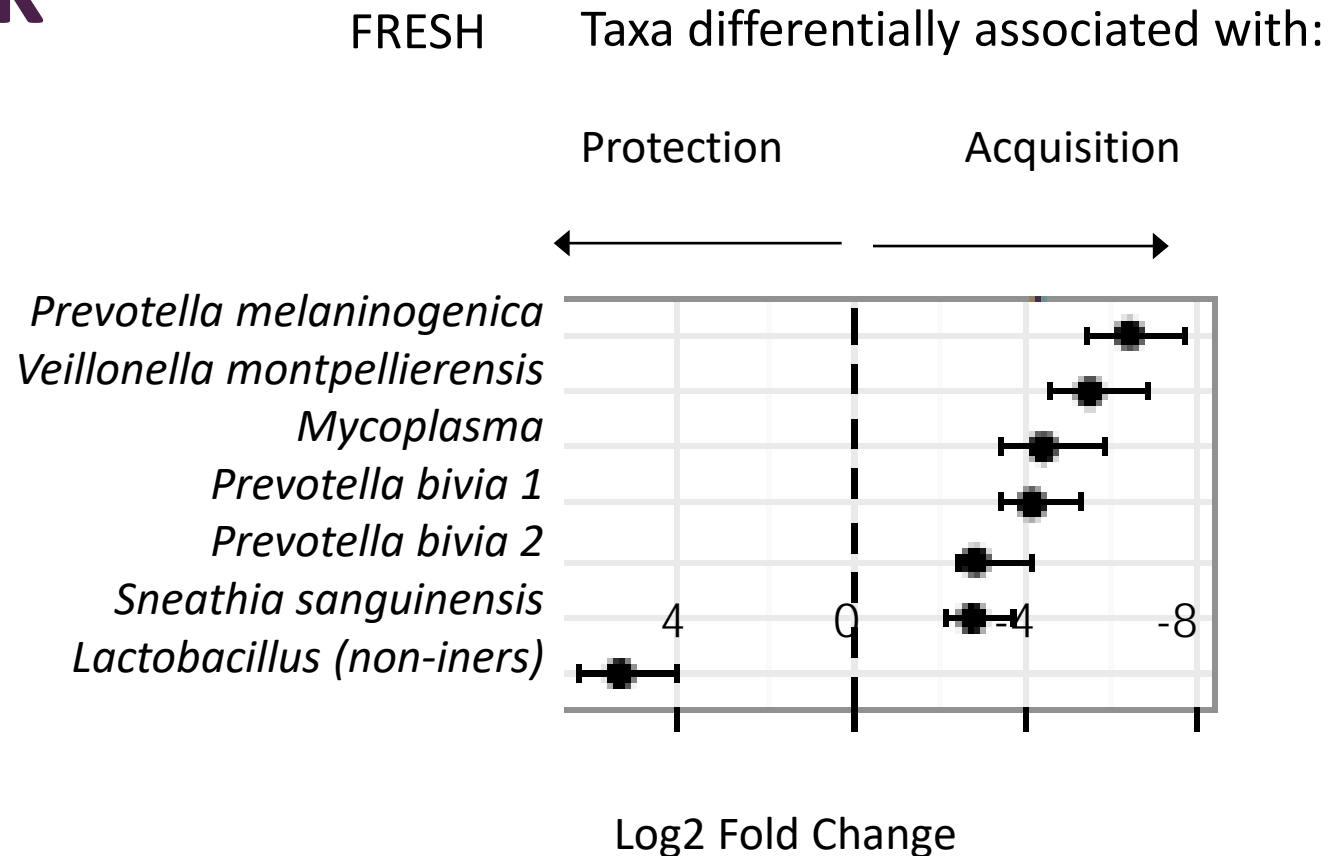 FRESH Taxa differentially associated with:
Protection Acquisition
Prevotella melaninogenica
Veillonella montpellierensis
Mycoplasma
Prevotella bivia 1
Prevotella bivia 2
Sneathia sanguinensis
4 0 -4 -8
Lactobacillus (non-iners)
Log2 Fold Change